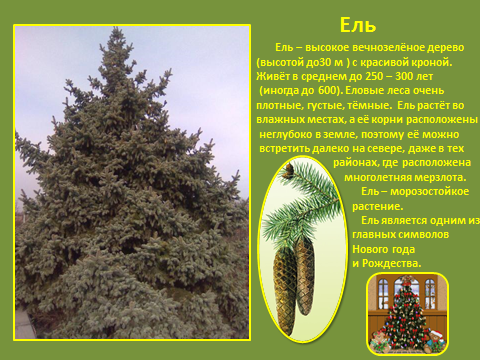 Ель
Ель – высокое вечнозелёное дерево
(высотой до30 м ) с красивой кроной.
Живёт в среднем до 250 – 300 лет
(иногда до 600). Еловые леса очень
плотные, густые, тёмные. Ель растёт во
влажных местах, а её корни расположены
неглубоко в земле, поэтому её можно
встретить далеко на севере, даже в тех
районах, где расположена
многолетняя мерзлота.
Ель – морозостойкое
растение.
Ель является одним из
главных символов
Нового года
и Рождества.